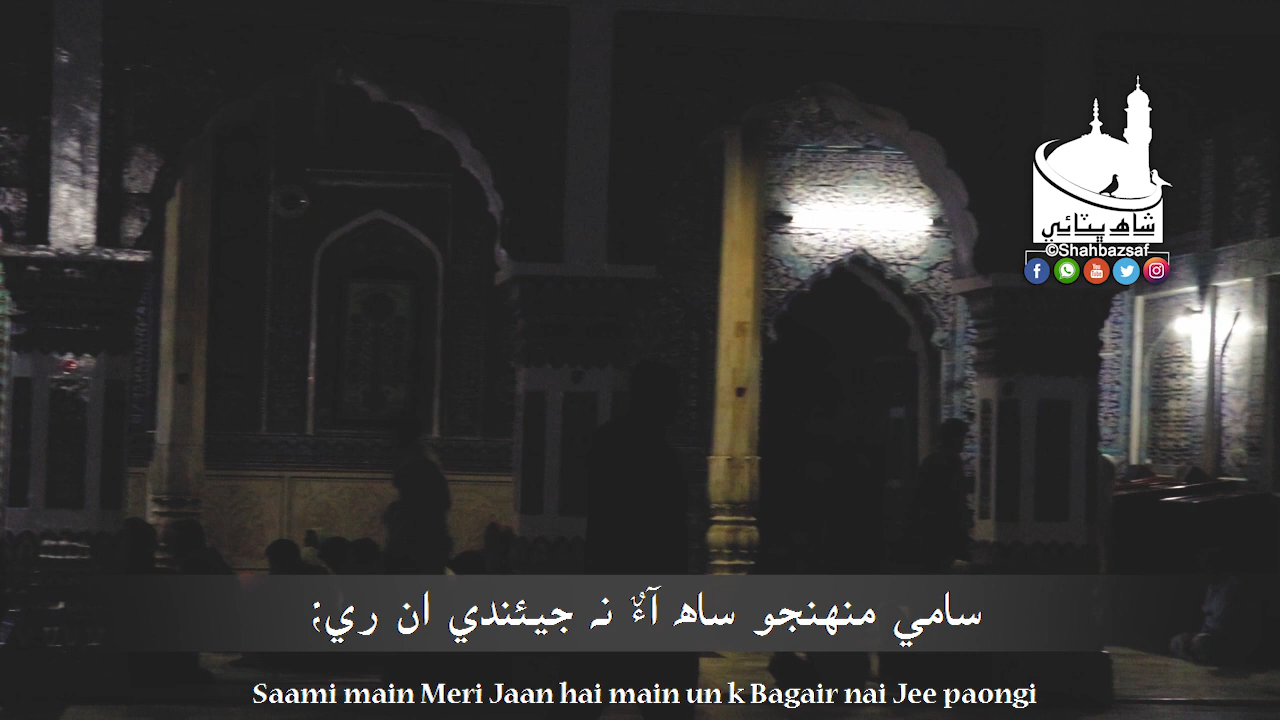 شاھ ڀٽائي
©Shahbazsaf
سامي منهنجو ساھ آءٌ نہ جيئندي ان ري؛
Saami main Meri Jaan hai main un k Bagair nai Jee paongi